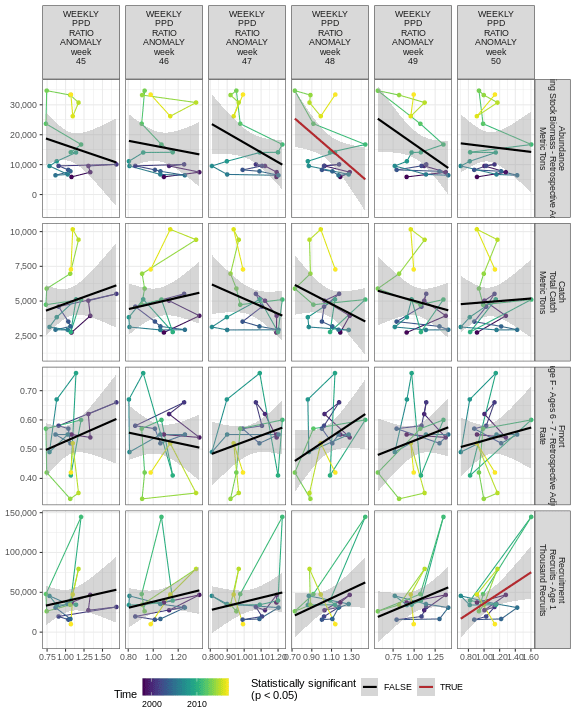 WEEKLY PPD RATIO ANOMALY week 45
WEEKLY PPD RATIO ANOMALY week 46
WEEKLY PPD RATIO ANOMALY week 47
WEEKLY PPD RATIO ANOMALY week 48
WEEKLY PPD RATIO ANOMALY week 49
WEEKLY PPD RATIO ANOMALY week 50
30,000
20,000
10,000
0
Abundance
Stock Biomass - Retrospective
Metric Tons
10,000
7,500
5,000
2,500
Catch
Total Catch
Metric Tons
0.70
0.60
0.50
0.40
Fmort
F - Ages 6 - 7 - Retrospective
Rate
150,000
100,000
50,000
0
Recruitment
Recruits - Age 1
Thousand Recruits
0.75 1.00 1.25 1.50
0.80 1.00 1.20
0.80 0.90 1.00 1.10 1.20
0.70 0.90 1.10 1.30
0.75 1.00 1.25
0.80 1.00 1.20 1.40 1.60
Time
2000 2010
Statistically significant
(p < 0.05)
FALSE
TRUE